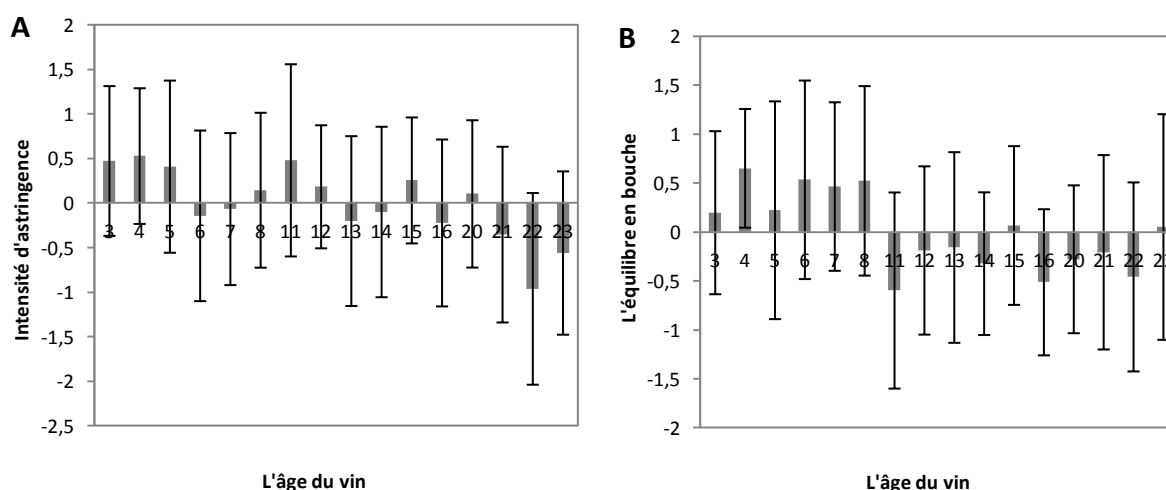 A
Intensité d'astringence
2
1,5
1
0,5
0
-0,5
-1
-1,5
-2
-2,5
3 4 5 6 7 8 11 12 13 14 15 16 20 21 22 23
L'âge du vin
B
L'équilibre en bouche
2
1,5
1
0,5
0
-0,5
-1
-1,5
-2
3 4 5 6 7 8 11 12 13 14 15 16 20 21 22
L'âge du vin